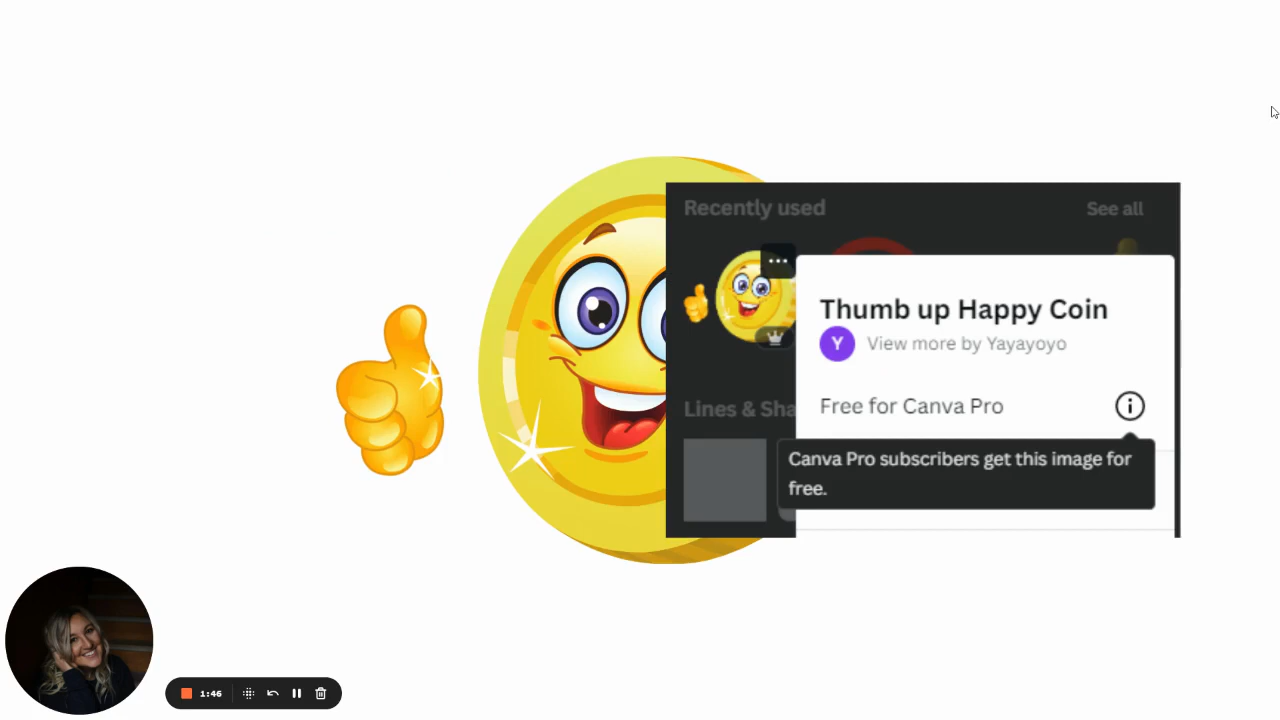 Recently used
See all
Thumb up Happy Coin
Y
View more by Yayayoyo
Free for Canva Pro
Lines & Sha
Canva Pro subscribers get this image for
free.
1:46